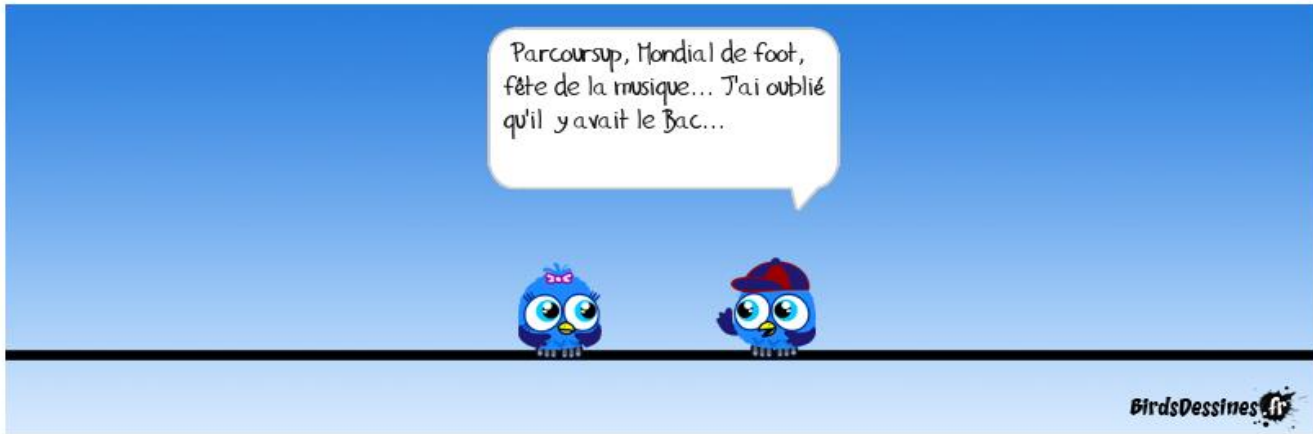 Parcoursup, Mondial de foot,
fête de la musique... J'ai oublié
qu'il y avait le Bac...
BirdsDessines.fr